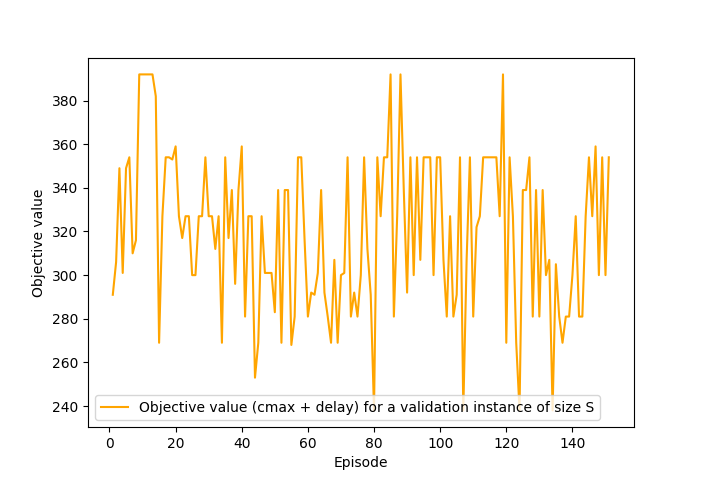 380
360
340
320
300
280
260
240
Objective value
Objective value (cmax + delay) for a validation instance of size S
0 20 40 60 80 100 120 140
Episode